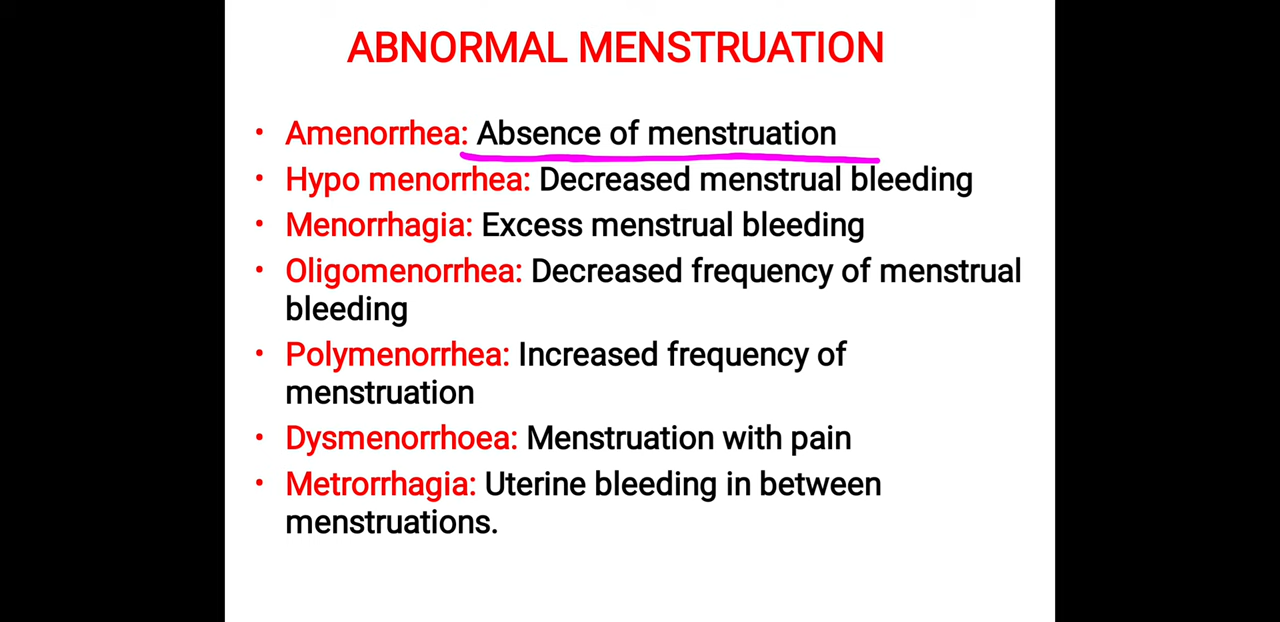 ABNORMAL MENSTRUATION
• Amenorrhea: Absence of menstruation
• Hypo menorrhea: Decreased menstrual bleeding
• Menorrhagia: Excess menstrual bleeding
• Oligomenorrhea: Decreased frequency of menstrual
bleeding
• Polymenorrhea: Increased frequency of
menstruation
• Dysmenorrhoea: Menstruation with pain
• Metrorrhagia: Uterine bleeding in between
menstruations.